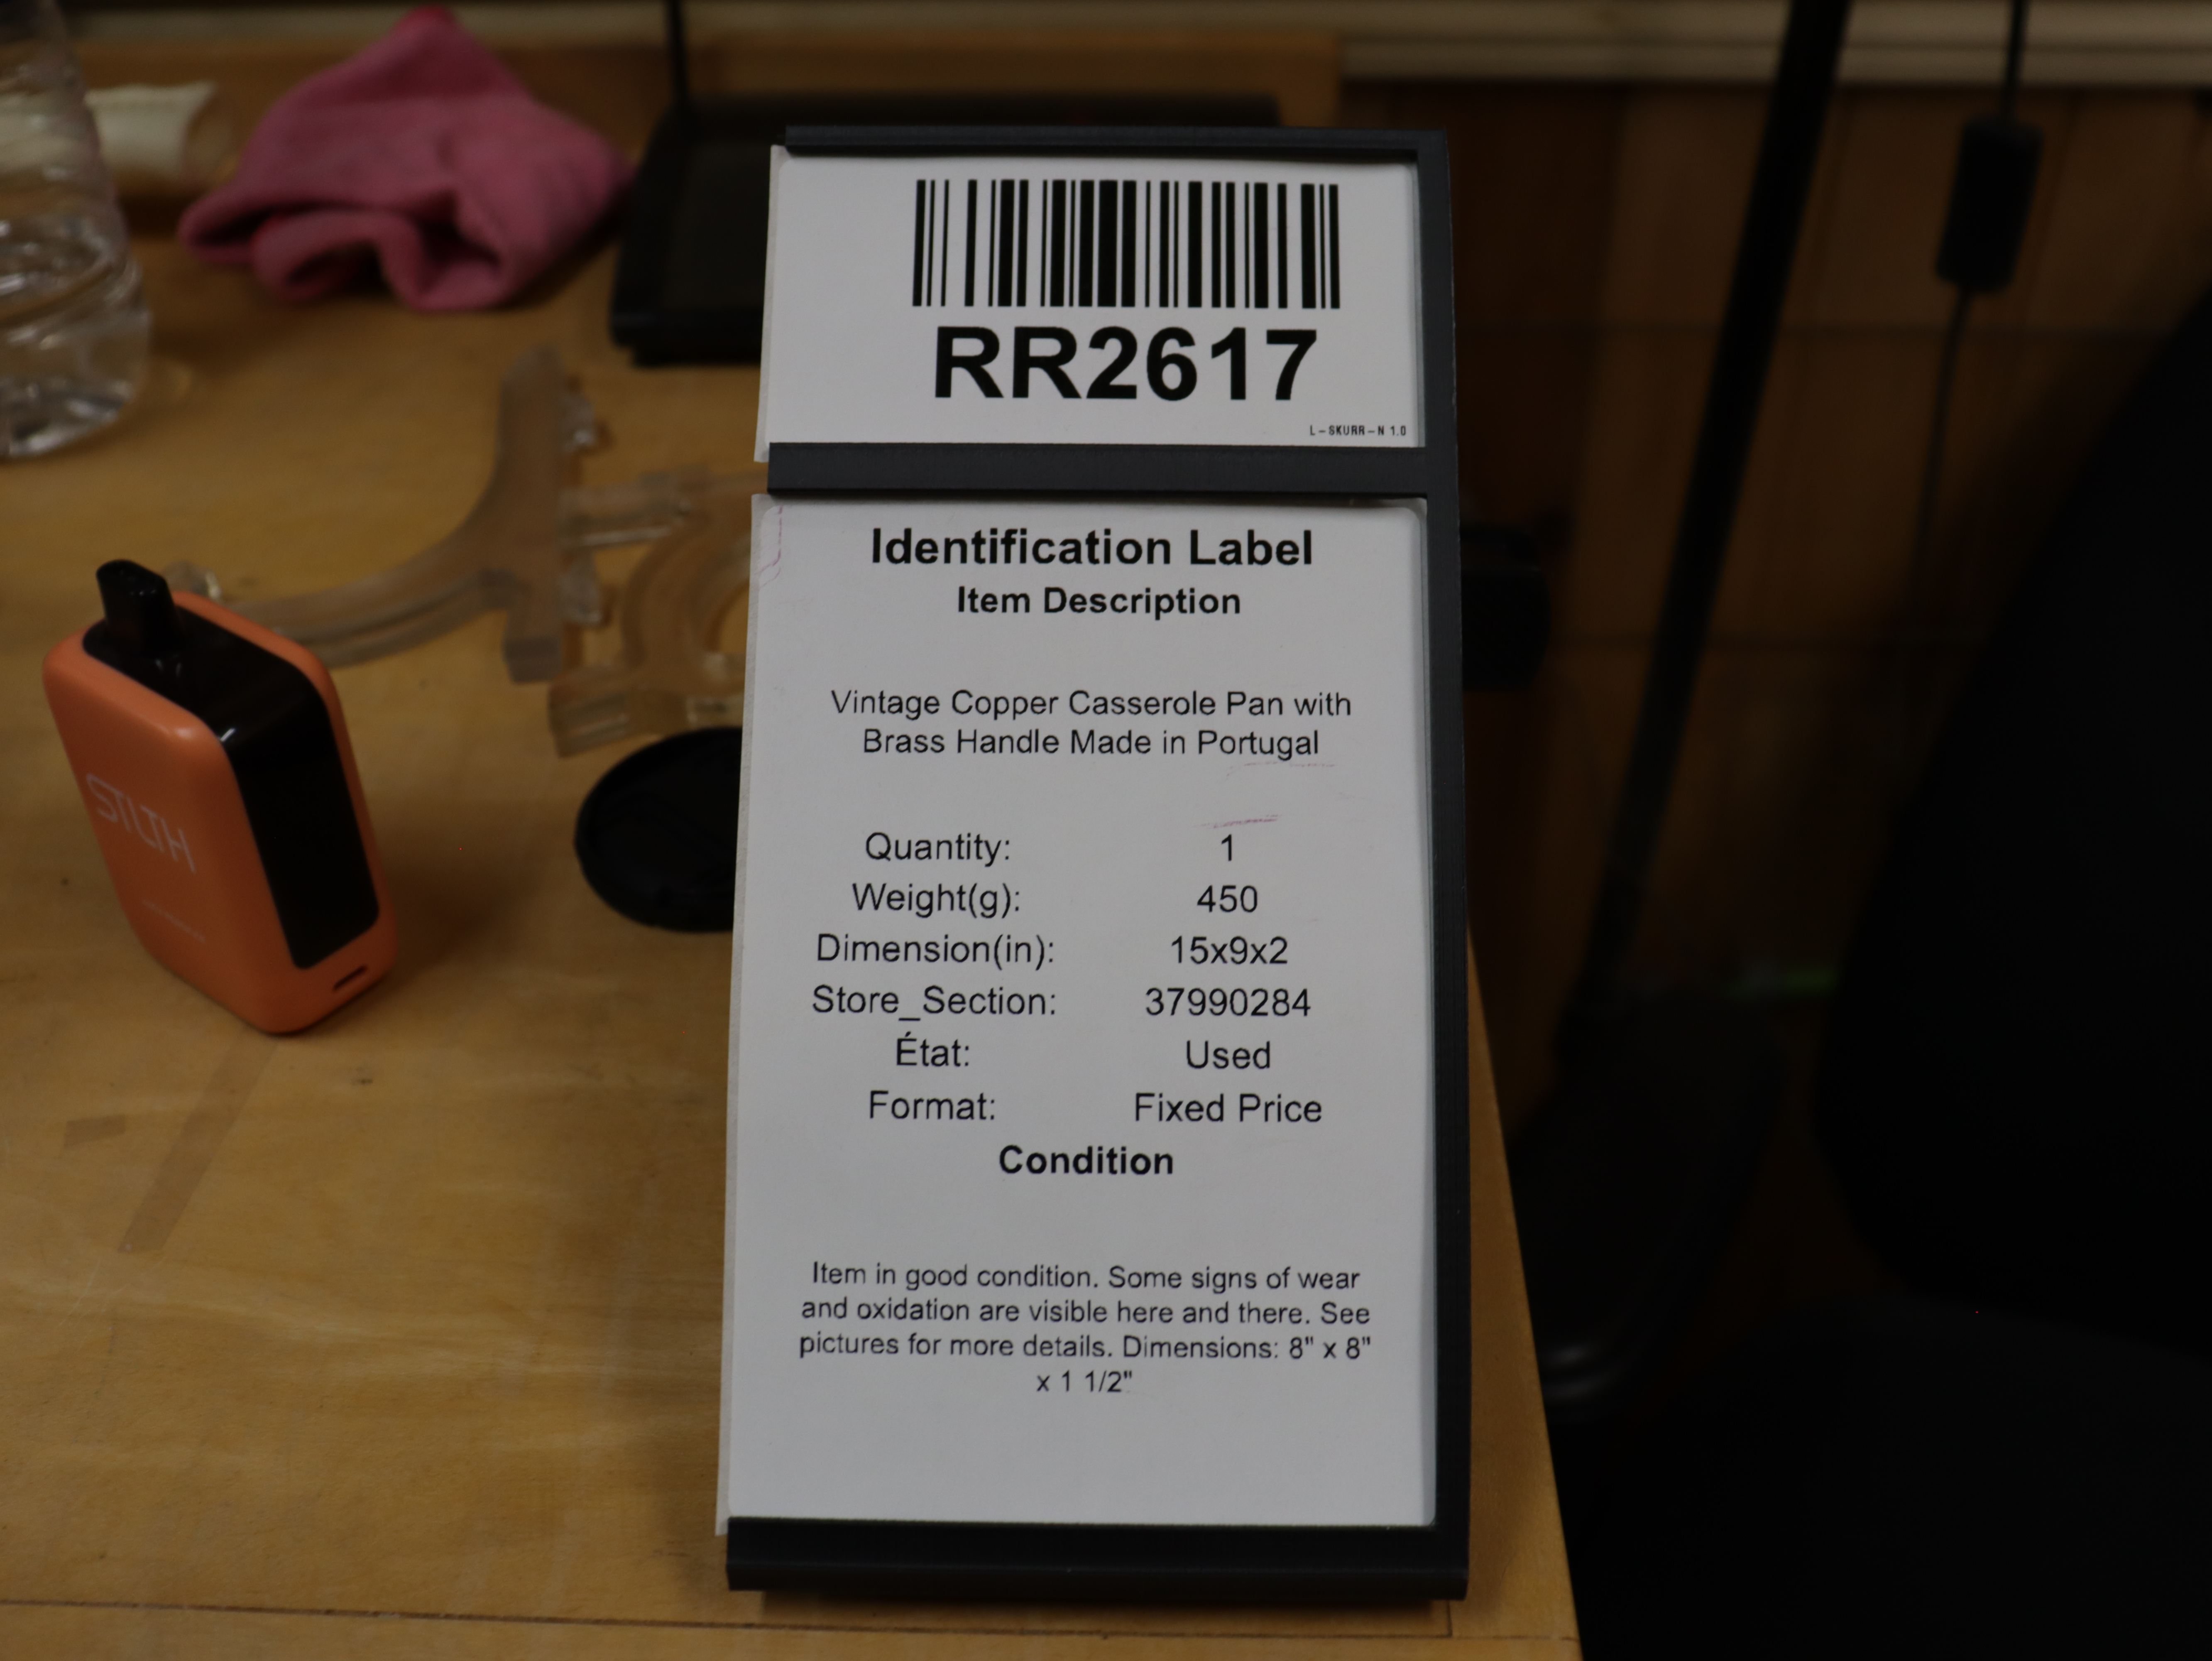 RR2617
L-SKURR-N 1.0
Identification Label
Item Description
Vintage Copper Casserole Pan with
Brass Handle Made in Portugal
Quantity: 1
Weight(g): 450
Dimension(in): 15x9x2
Store_Section: 37990284
État: Used
Format: Fixed Price
Condition
Item in good condition. Some signs of wear
and oxidation are visible here and there. See
pictures for more details. Dimensions: 8" x 8"
x 1 1/2"
STLTH